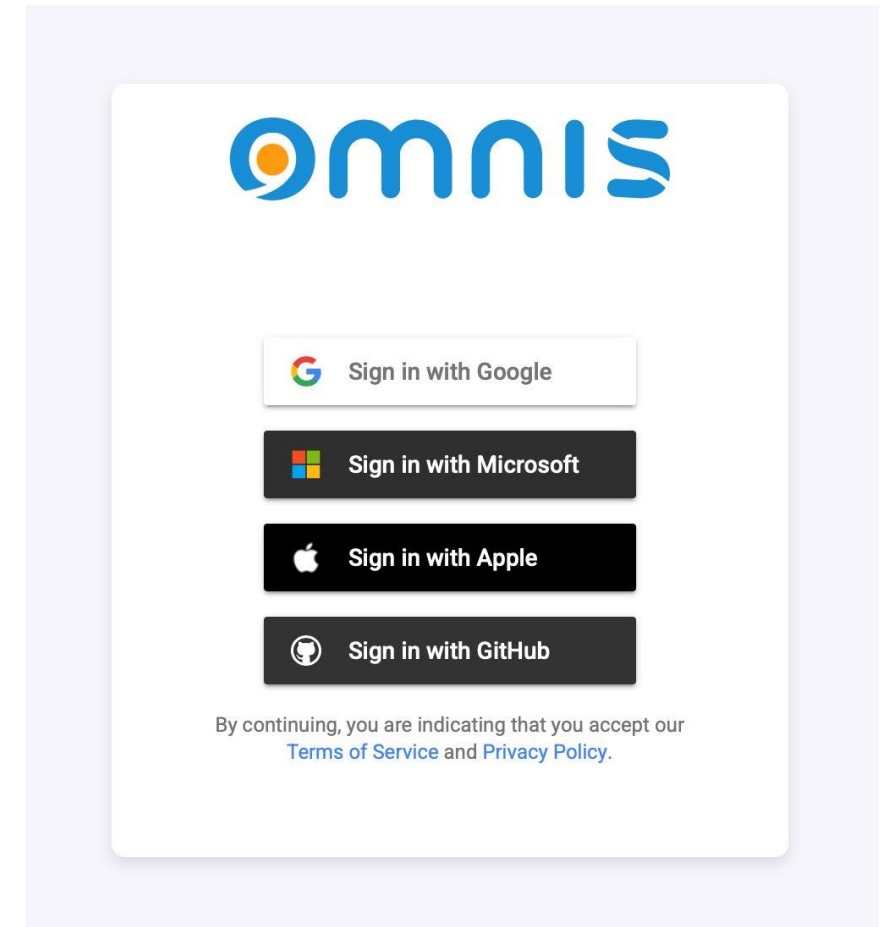 OMNIS
Sign in with Google
Sign in with Microsoft
Sign in with Apple
Sign in with GitHub
By continuing, you are indicating that you accept our
Terms of Service and Privacy Policy.